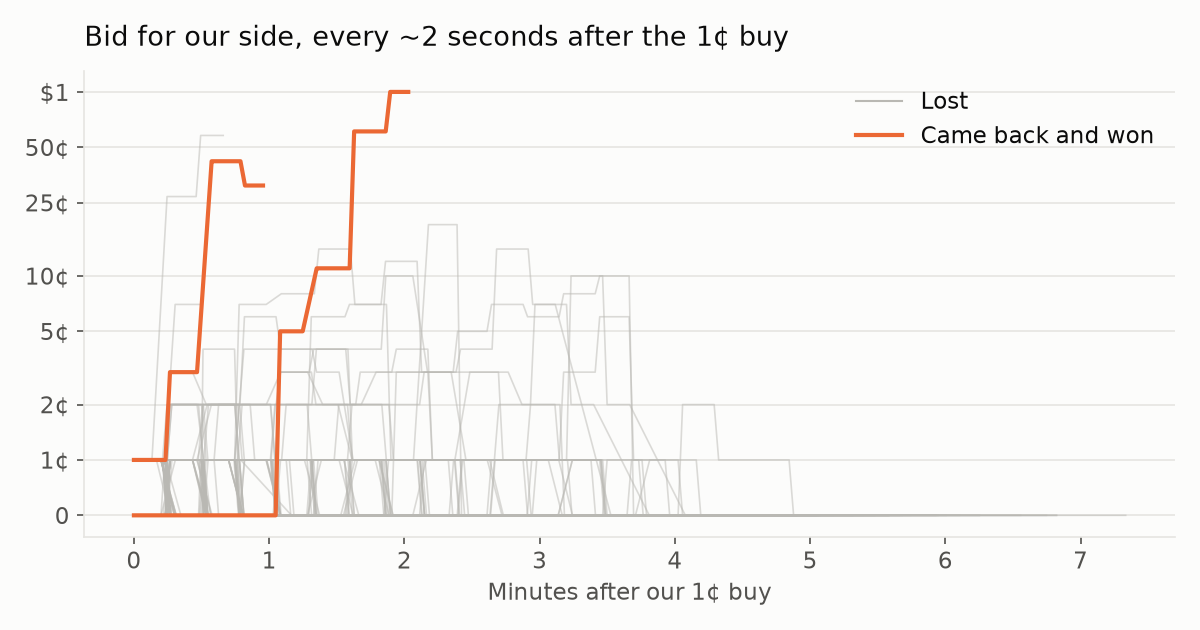 Bid for our side, every ~2 seconds after the 1¢ buy
$1
50¢
25¢
10¢
5¢
2¢
1¢
0
Lost
Came back and won
0 1 2 3 4 5 6 7
Minutes after our 1¢ buy